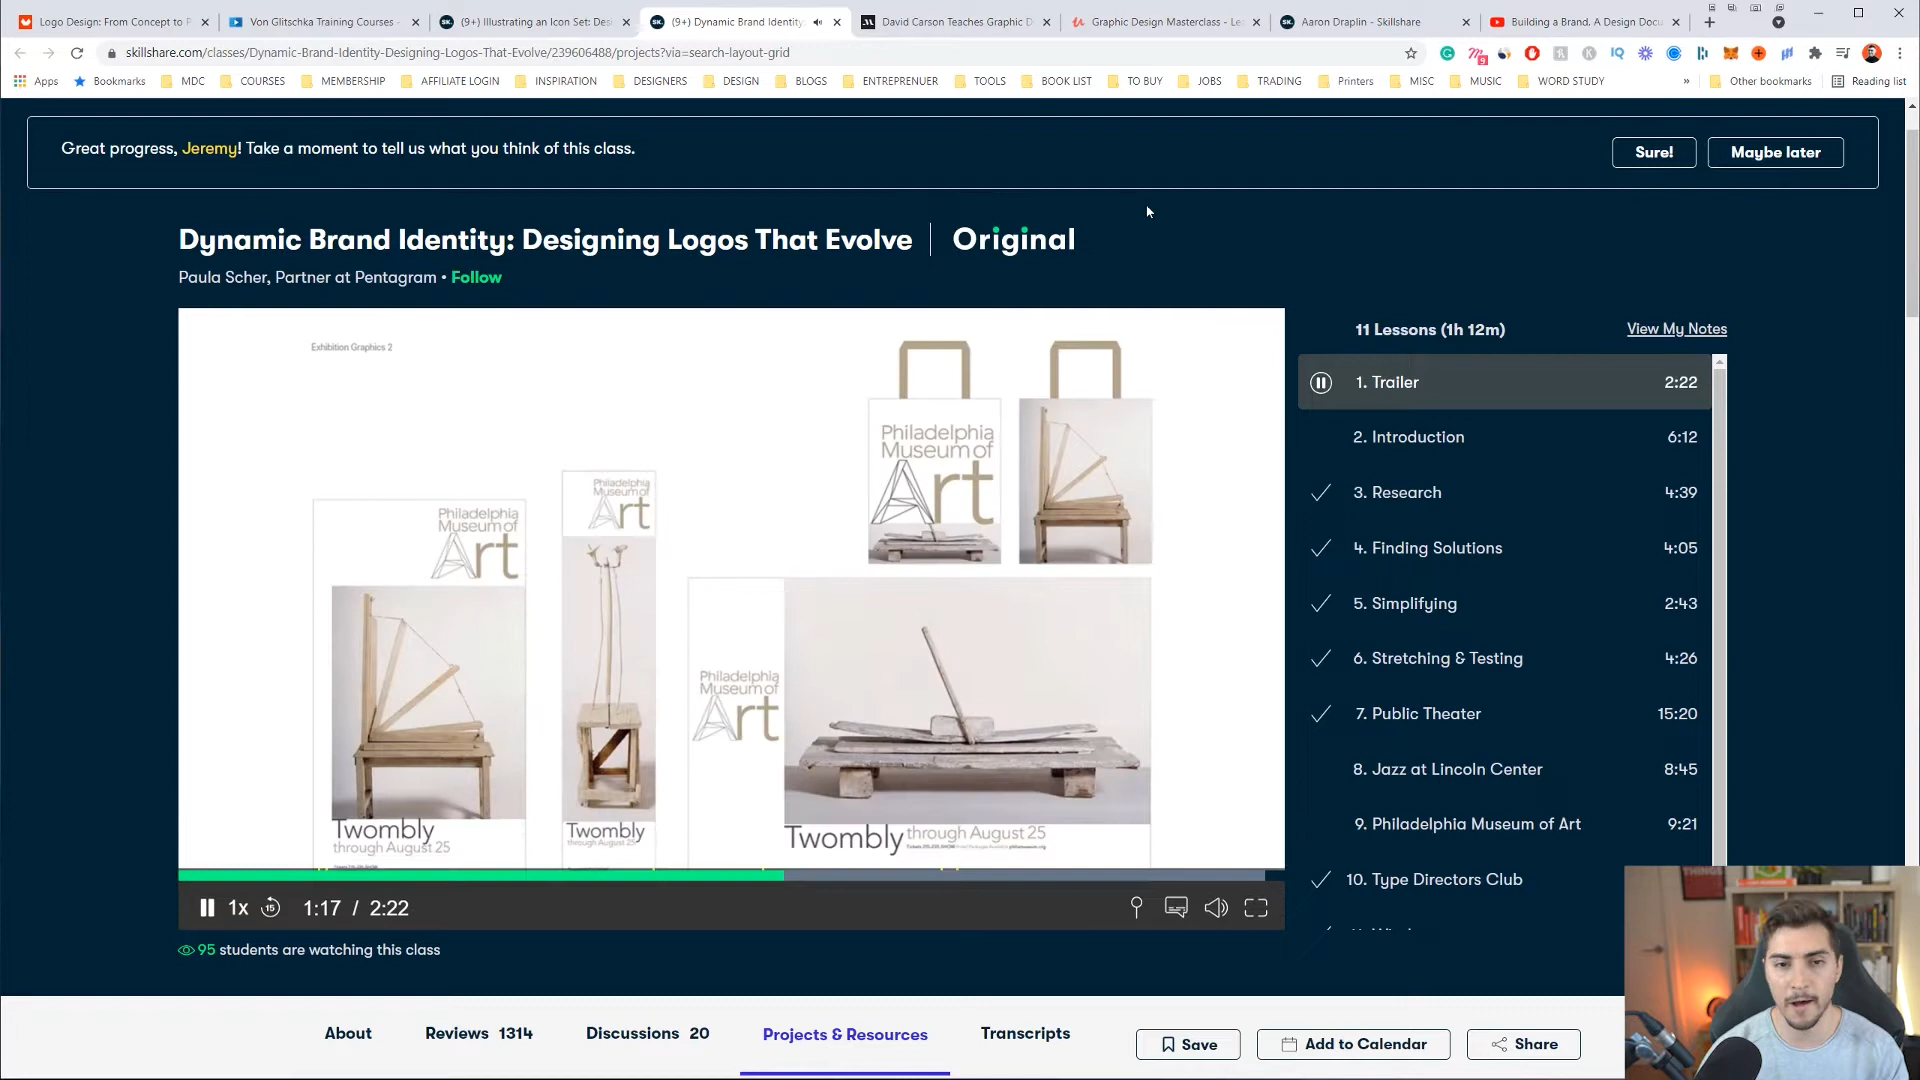 Logo Design: From Concept to P
Von Glitschka Training Courses -
(9+) Illustrating an Icon Set: Desi
(9+) Dynamic Brand Identity:
David Carson Teaches Graphic D
Graphic Design Masterclass - Le
Aaron Draplin - Skillshare
Building a Brand, A Design Docu
skillshare.com/classes/Dynamic-Brand-Identity-Designing-Logos-That-Evolve/239606488/projects?via=search-layout-grid
Apps
Bookmarks
MDC
COURSES
MEMBERSHIP
AFFILIATE LOGIN
INSPIRATION
DESIGNERS
DESIGN
BLOGS
ENTREPRENUER
TOOLS
BOOK LIST
TO BUY
JOBS
TRADING
Printers
MISC
MUSIC
WORD STUDY
»
Other bookmarks
Reading list
Great progress, Jeremy! Take a moment to tell us what you think of this class.
Sure!
Maybe later
Dynamic Brand Identity: Designing Logos That Evolve
Original
Paula Scher, Partner at Pentagram • Follow
Exhibition Graphics 2
Philadelphia
Museum of
Art
Philadelphia
Museum of
Art
Philadelphia
Museum of
Art
Philadelphia
Museum of
Art
Twombly
through August 25
Twombly
through August 25
Twombly through August 25
1x
15
1:17 / 2:22
95 students are watching this class
11 Lessons (1h 12m)
View My Notes
1. Trailer 2:22
2. Introduction 6:12
3. Research 4:39
4. Finding Solutions 4:05
5. Simplifying 2:43
6. Stretching & Testing 4:26
7. Public Theater 15:20
8. Jazz at Lincoln Center 8:45
9. Philadelphia Museum of Art 9:21
10. Type Directors Club
THINGS
About
Reviews 1314
Discussions 20
Projects & Resources
Transcripts
Save
Add to Calendar
Share